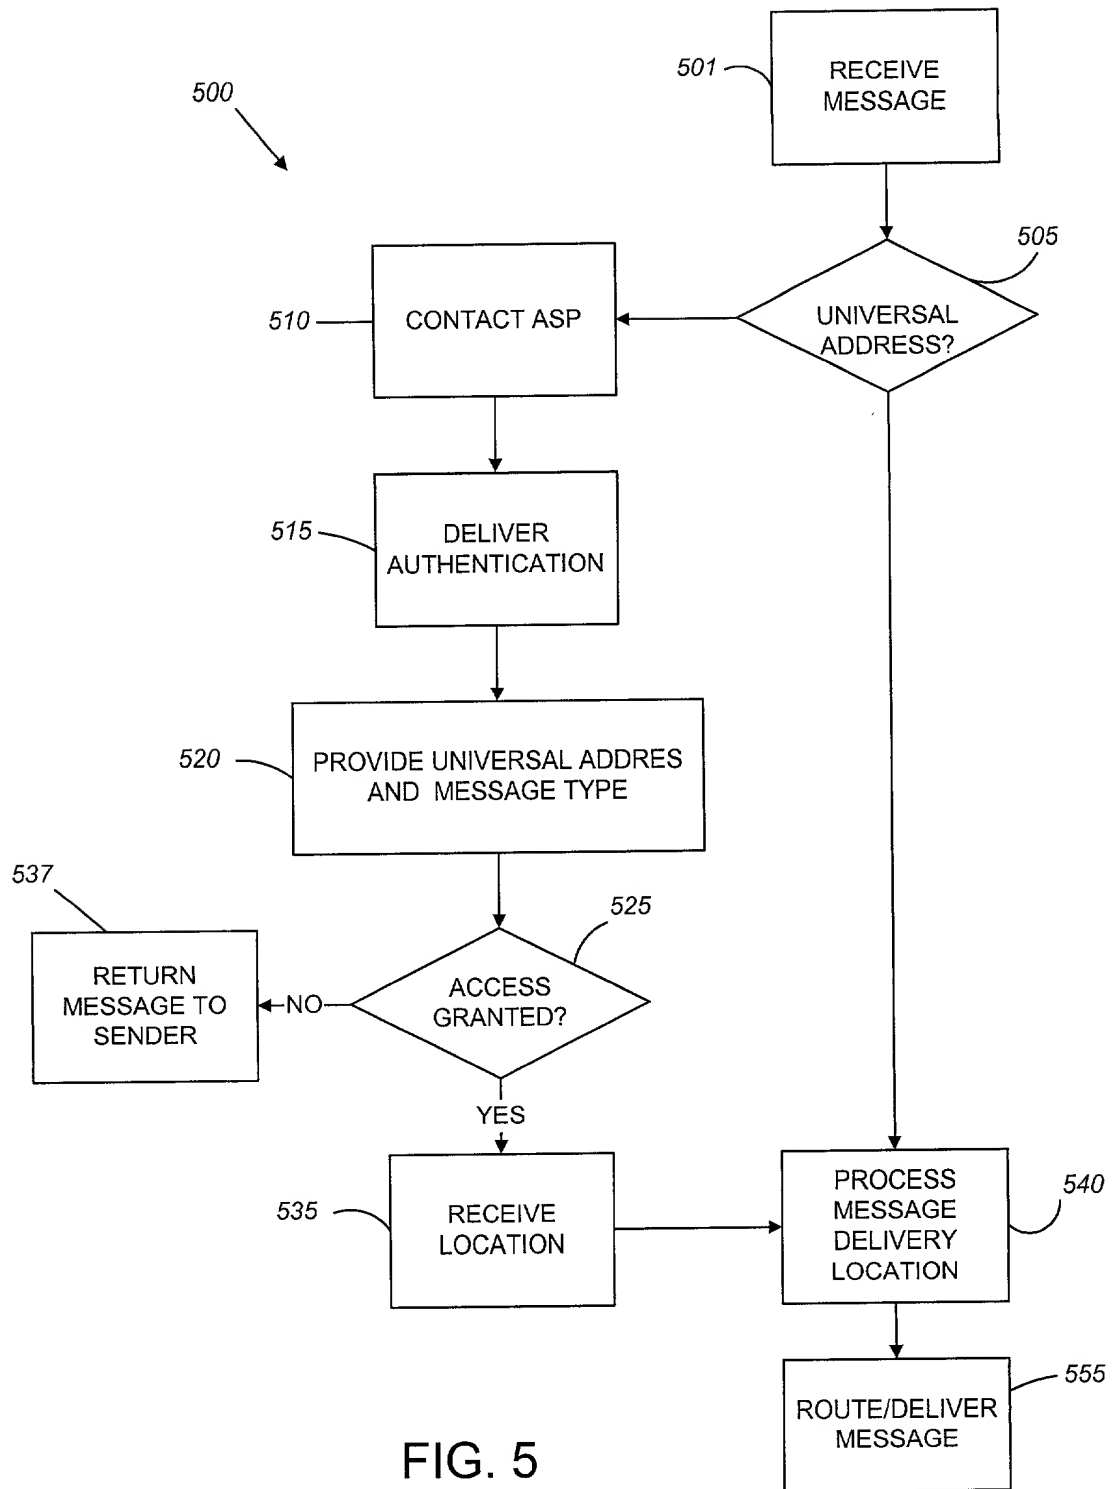 501
RECEIVE
MESSAGE
500
505
UNIVERSAL
ADDRESS?
510
CONTACT ASP
515
DELIVER
AUTHENTICATION
520
PROVIDE UNIVERSAL ADDRES
AND MESSAGE TYPE
537
RETURN
MESSAGE TO
SENDER
NO
525
ACCESS
GRANTED?
YES
535
RECEIVE
LOCATION
PROCESS
MESSAGE
DELIVERY
LOCATION
540
ROUTE/DELIVER
MESSAGE
555
FIG. 5